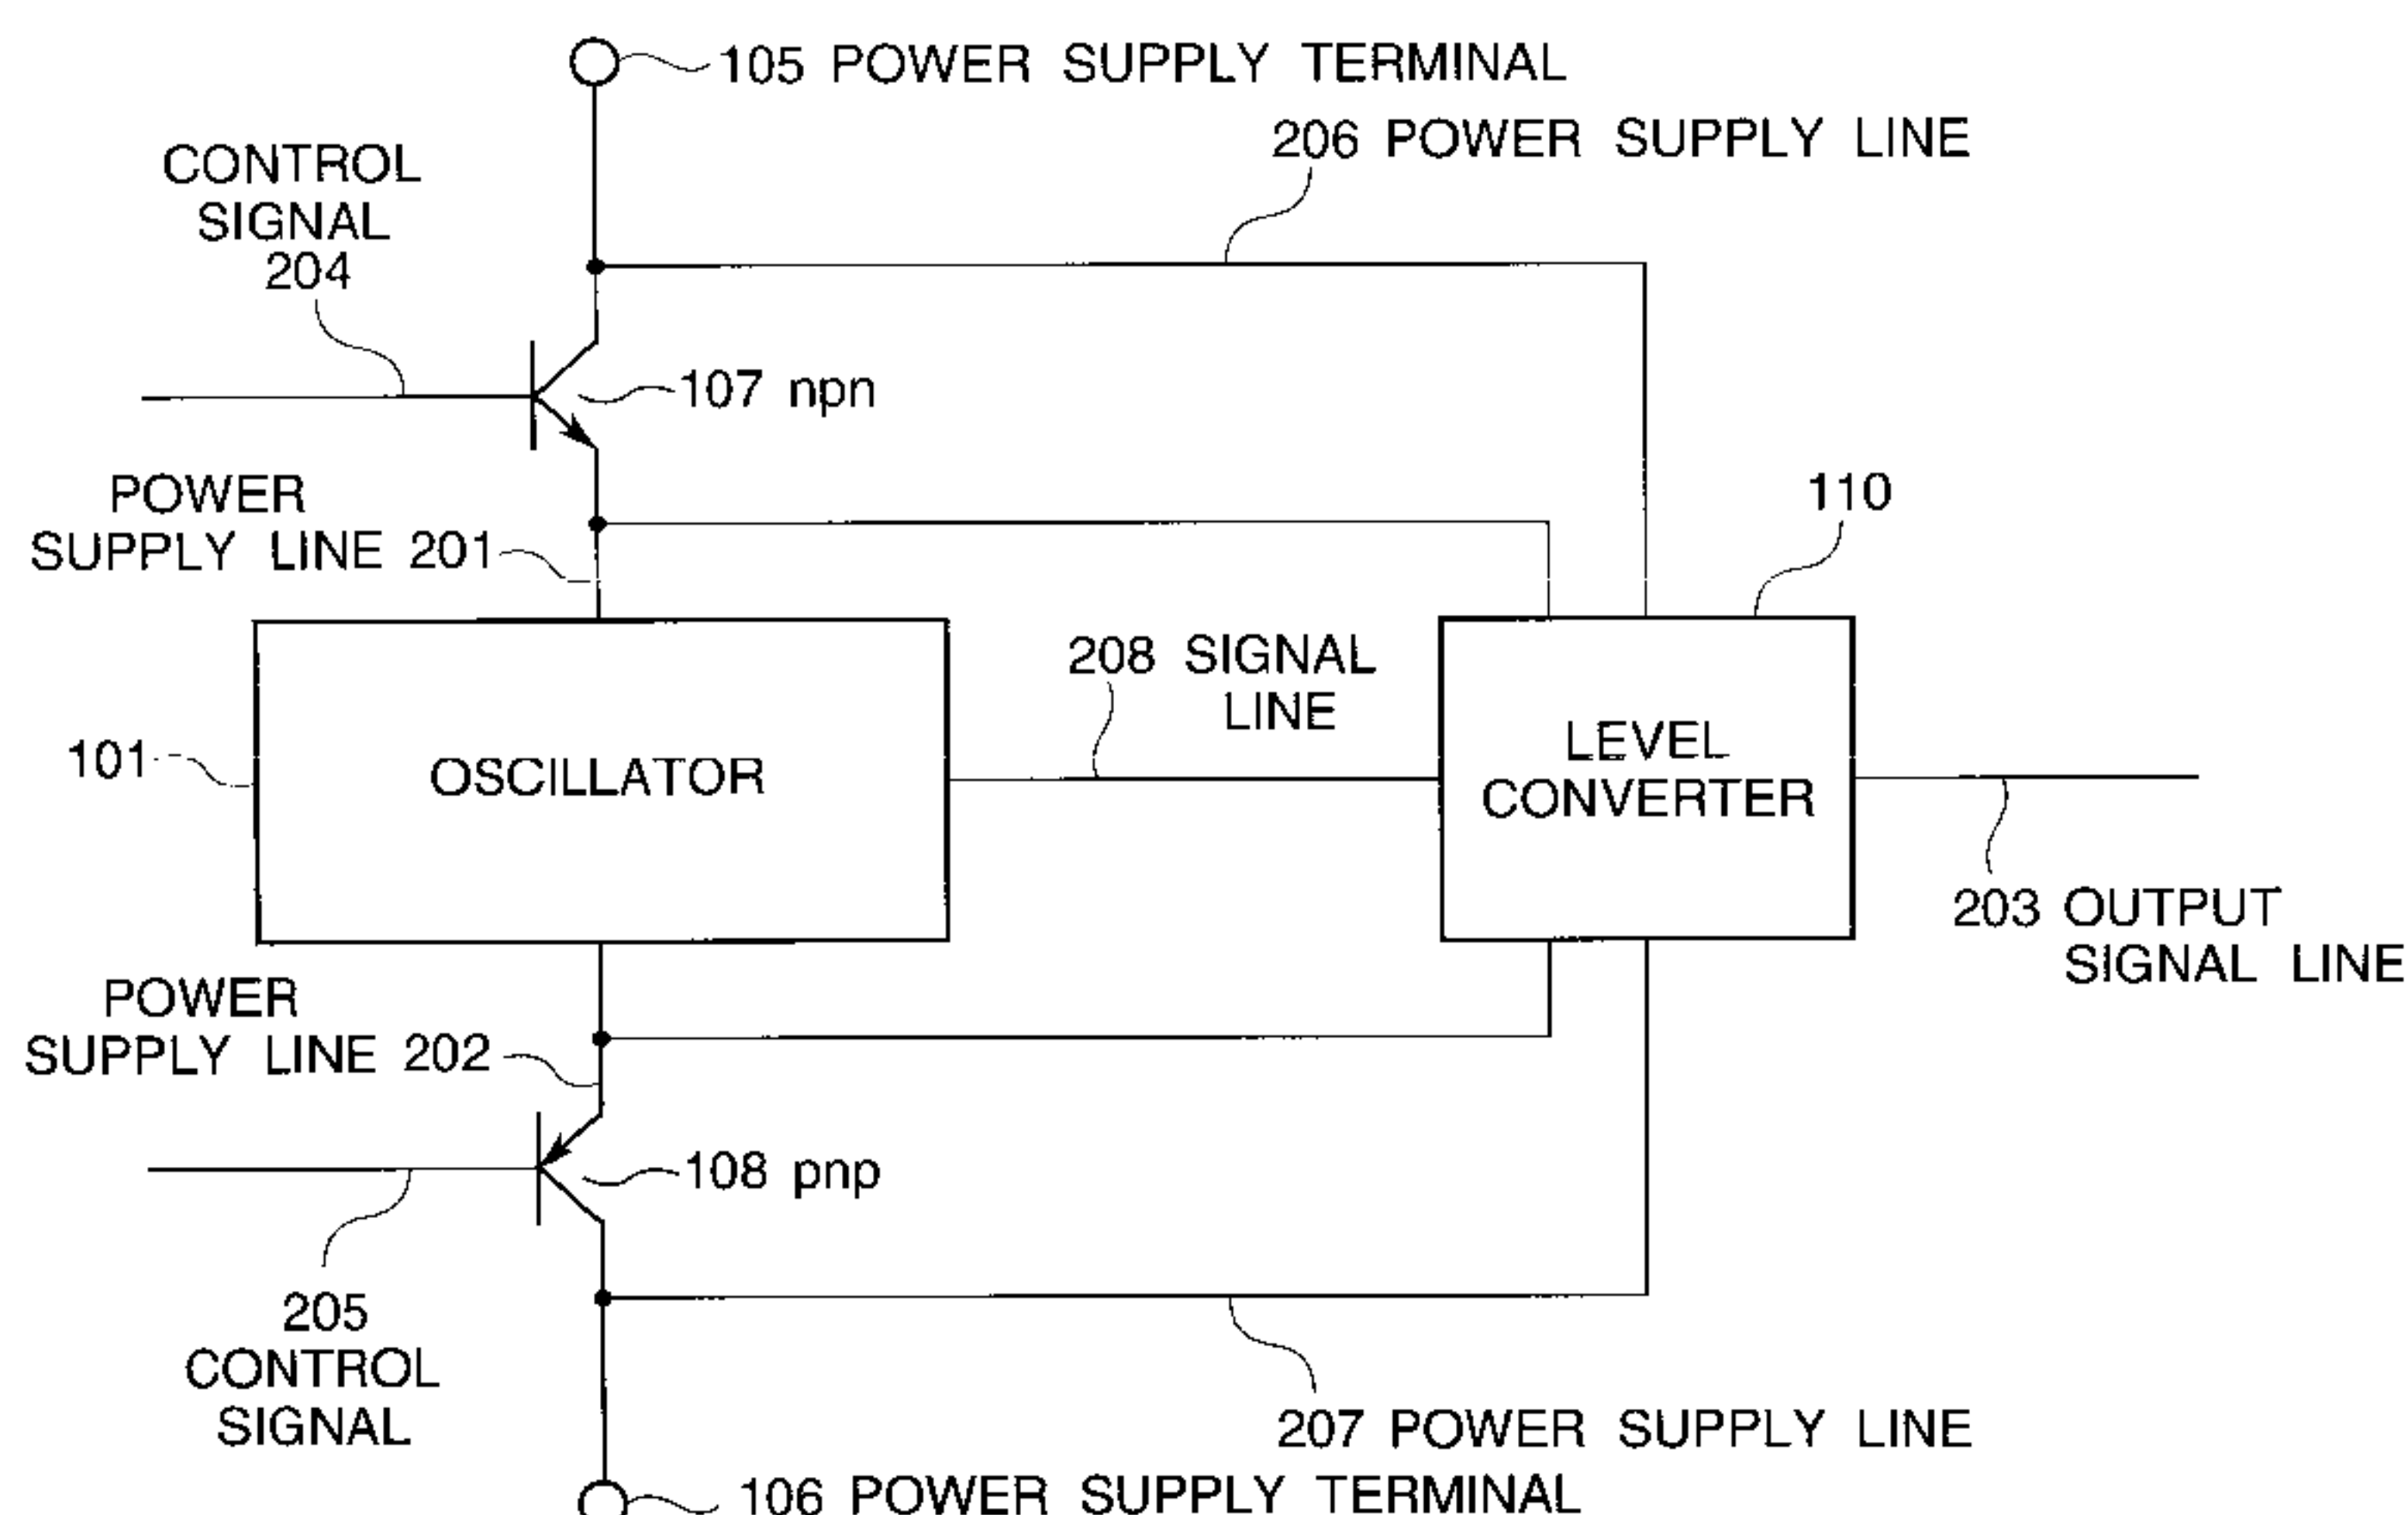 105 POWER SUPPLY TERMINAL
206 POWER SUPPLY LINE
CONTROL
SIGNAL
204
107 npn
POWER
SUPPLY LINE 201
110
208 SIGNAL
LINE
101
OSCILLATOR
LEVEL
CONVERTER
203 OUTPUT
SIGNAL LINE
POWER
SUPPLY LINE 202
108 pnp
205
CONTROL
SIGNAL
207 POWER SUPPLY LINE
106 POWER SUPPLY TERMINAL